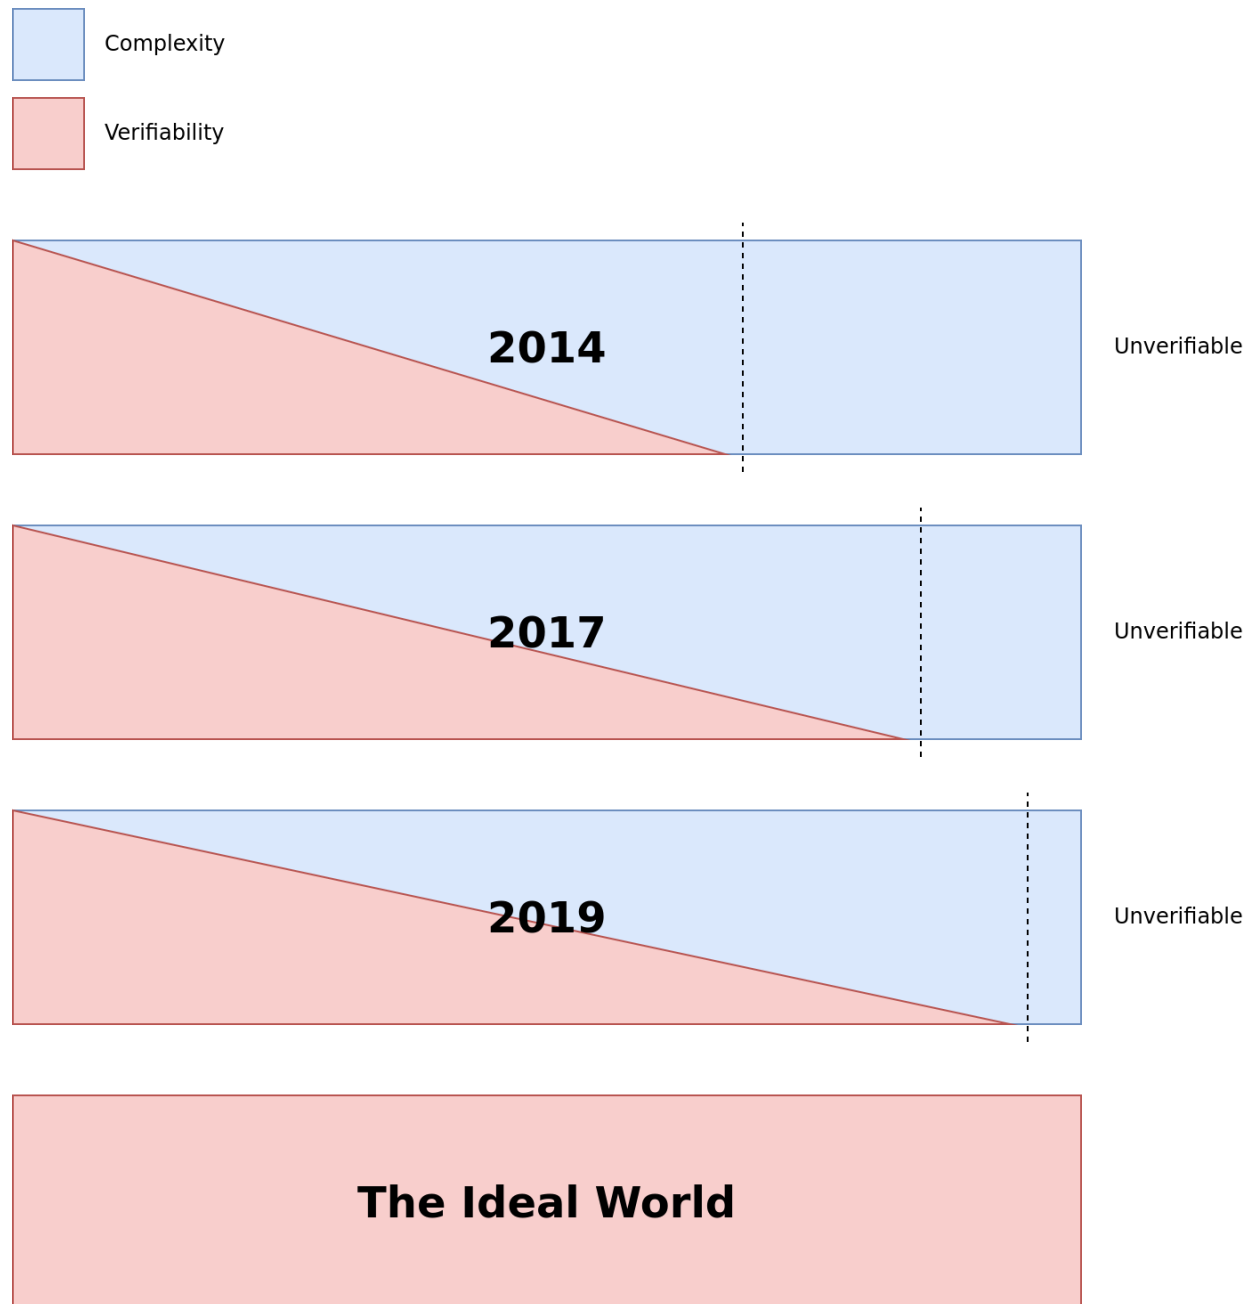 Complexity
Verifiability
2014
Unverifiable
2017
Unverifiable
2019
Unverifiable
The Ideal World